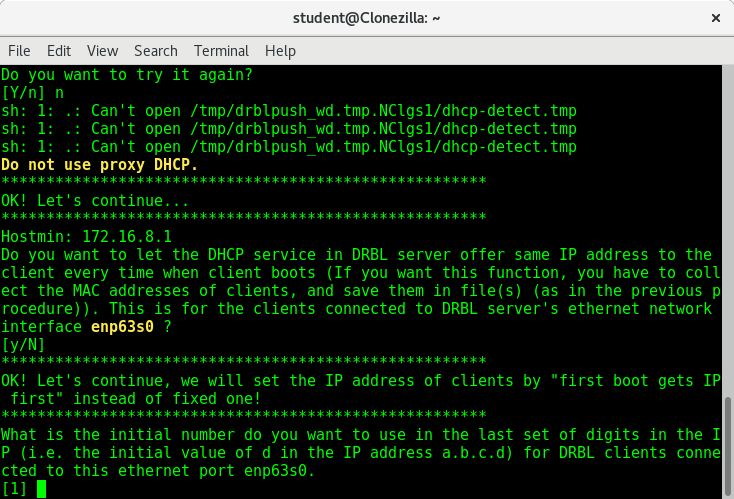 student@Clonezilla: ~
×
File Edit View Search Terminal Help
Do you want to try it again?
[Y/n] n
sh: 1: .: Can't open /tmp/drblpush_wd.tmp.NClgs1/dhcp-detect.tmp
sh: 1: .: Can't open /tmp/drblpush_wd.tmp.NClgs1/dhcp-detect.tmp
sh: 1: .: Can't open /tmp/drblpush_wd.tmp.NClgs1/dhcp-detect.tmp
Do not use proxy DHCP.
******************************************************
OK! Let's continue...
******************************************************
Hostmin: 172.16.8.1
Do you want to let the DHCP service in DRBL server offer same IP address to the
client every time when client boots (If you want this function, you have to coll
ect the MAC addresses of clients, and save them in file(s) (as in the previous p
rocedure)). This is for the clients connected to DRBL server's ethernet network
interface enp63s0 ?
[y/N]
******************************************************
OK! Let's continue, we will set the IP address of clients by "first boot gets IP
 first" instead of fixed one!
******************************************************
What is the initial number do you want to use in the last set of digits in the I
P (i.e. the initial value of d in the IP address a.b.c.d) for DRBL clients conne
cted to this ethernet port enp63s0.
[1]